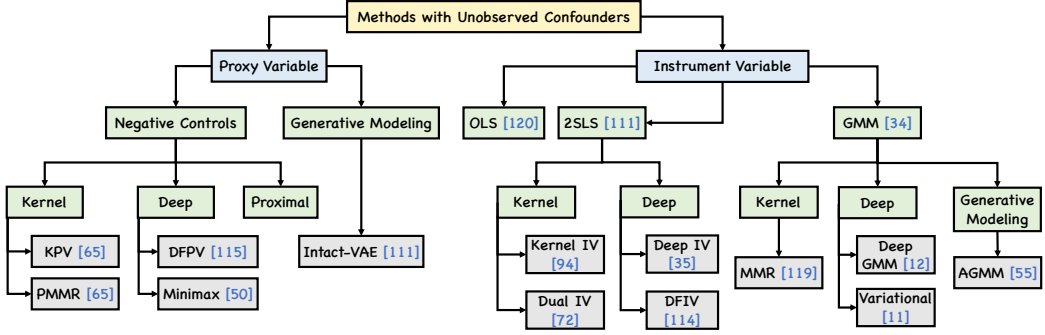 Methods with Unobserved Confounders
Proxy Variable
Instrument Variable
Negative Controls
Generative Modeling
OLS [120]
2SLS [111]
GMM [34]
Kernel
Deep
Proximal
Kernel
Deep
Kernel
Deep
Generative
Modeling
KPV [65]
DFPV [115]
Intact-VAE [111]
Kernel IV
[94]
Deep IV
[35]
MMR [119]
Deep
GMM [12]
AGMM [55]
PMMR [65]
Minimax [50]
Dual IV
[72]
DFIV
[114]
Variational
[11]